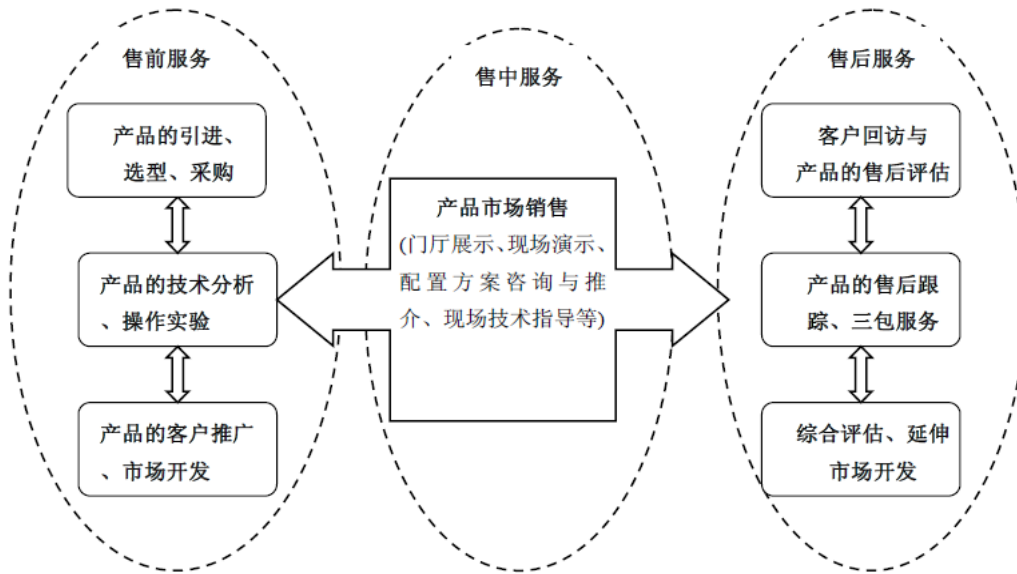 售前服务
产品的引进、
选型、采购
产品的技术分析
、操作实验
产品的客户推广
、市场开发
售中服务
产品市场销售
(门厅展示、现场演示、
配置方案咨询与推
介、现场技术指导等)
售后服务
客户回访与
产品的售后评估
产品的售后跟
踪、三包服务
综合评估、延伸
市场开发